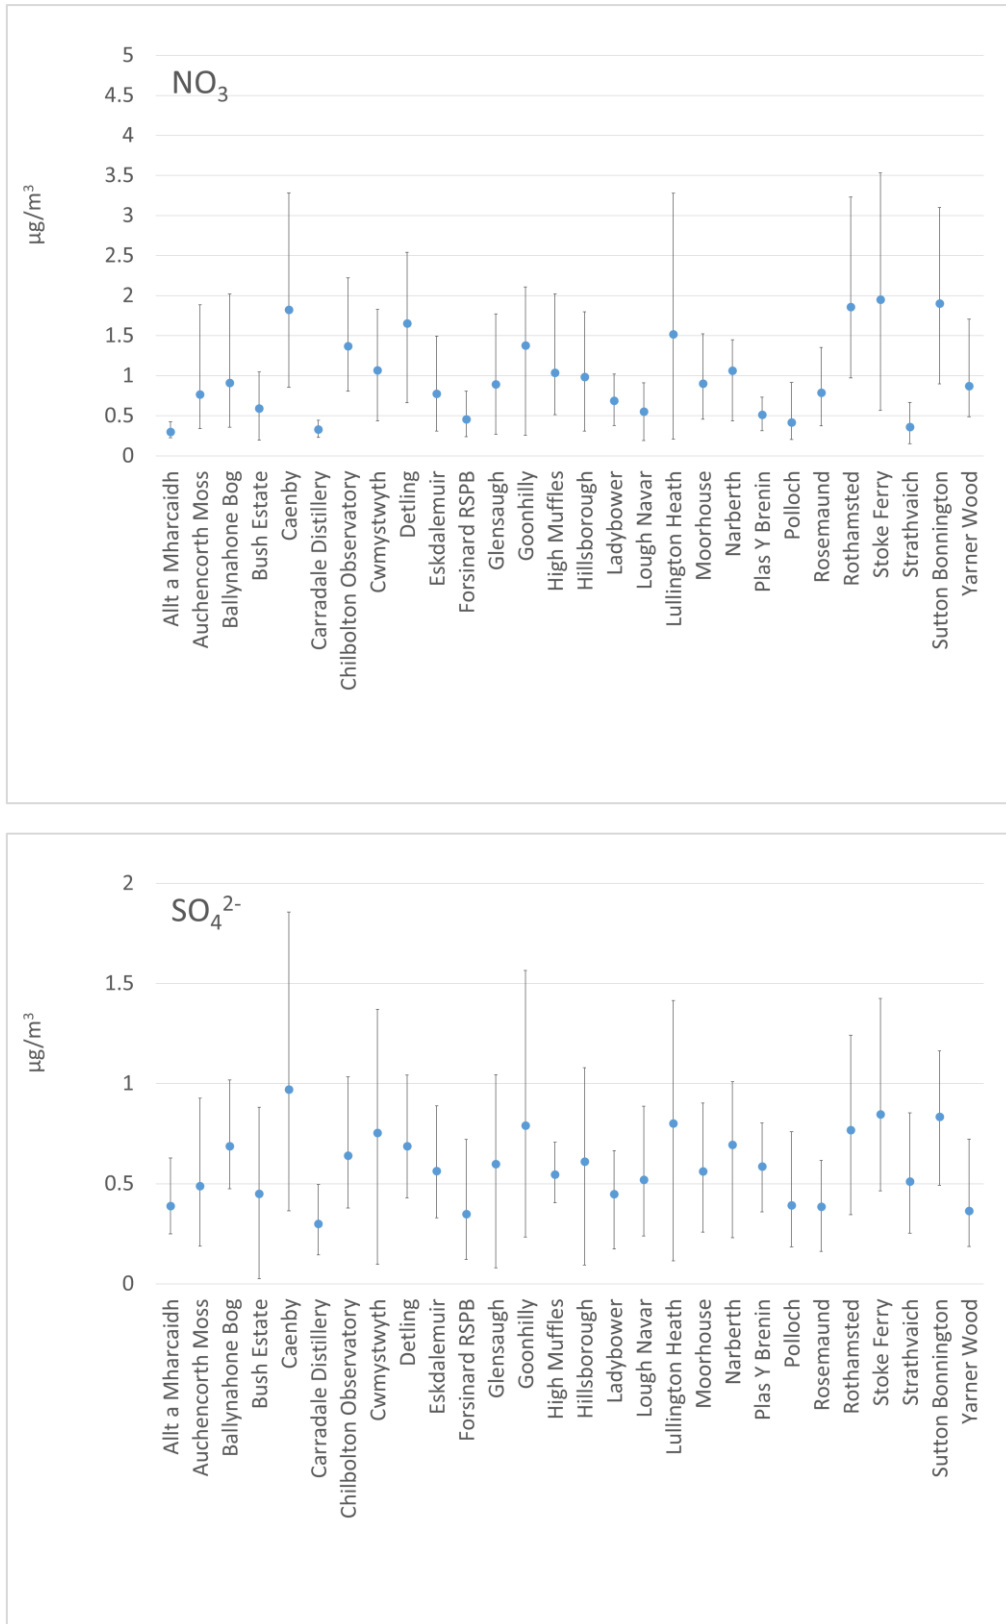 5
NO₃
4.5
4
3.5
3
2.5
2
1.5
1
0.5
0
µg/m³
Allt a Mharcaidh
Auchencorth Moss
Ballynahone Bog
Bush Estate
Caenby
Carradale Distillery
Chilbolton Observatory
Cwmystwyth
Detling
Eskdalemuir
Forsinard RSPB
Glensaugh
Goonhilly
High Muffles
Hillsborough
Ladybower
Lough Navar
Lullington Heath
Moorhouse
Narberth
Plas Y Brenin
Polloch
Rosemaund
Rothamsted
Stoke Ferry
Strathvaich
Sutton Bonnington
Yarner Wood
2
SO₄²⁻
1.5
1
0.5
0
µg/m³
Allt a Mharcaidh
Auchencorth Moss
Ballynahone Bog
Bush Estate
Caenby
Carradale Distillery
Chilbolton Observatory
Cwmystwyth
Detling
Eskdalemuir
Forsinard RSPB
Glensaugh
Goonhilly
High Muffles
Hillsborough
Ladybower
Lough Navar
Lullington Heath
Moorhouse
Narberth
Plas Y Brenin
Polloch
Rosemaund
Rothamsted
Stoke Ferry
Strathvaich
Sutton Bonnington
Yarner Wood